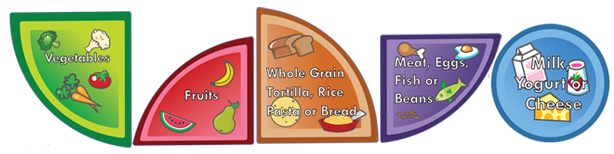 Vegetables
Fruits
Whole Grain
Tortilla, Rice
Pasta or Bread
Meat, Eggs,
Fish or
Beans
Milk,
Yogurt or
Cheese